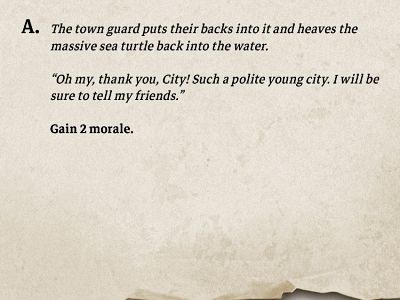 A. The town guard puts their backs into it and heaves the
massive sea turtle back into the water.
“Oh my, thank you, City! Such a polite young city. I will be
sure to tell my friends.”
Gain 2 morale.